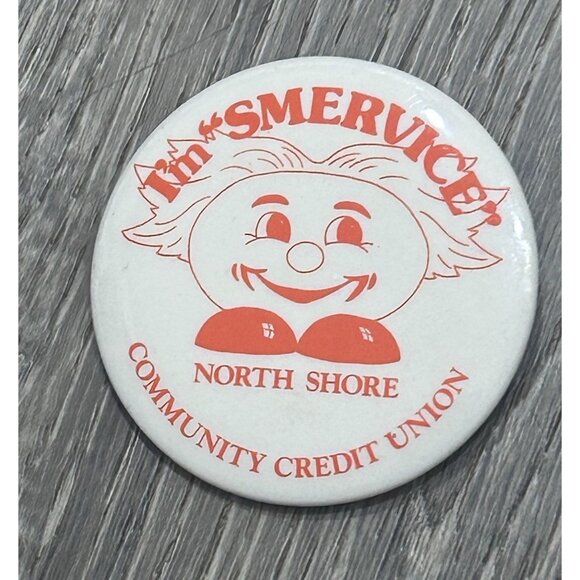 I'm "SMERVICE"
NORTH SHORE
COMMUNITY CREDIT UNION